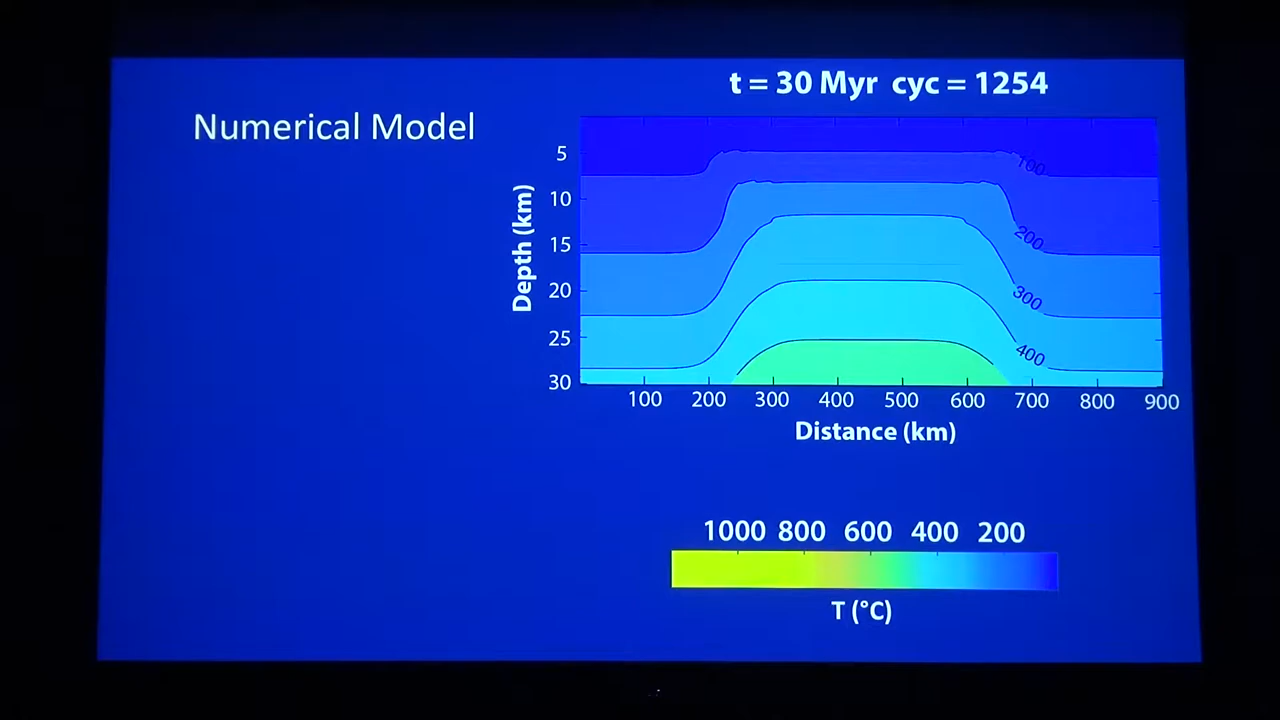 Numerical Model
t = 30 Myr cyc = 1254
Depth (km)
5
10
15
20
25
30
100
200
300
400
100 200 300 400 500 600 700 800 900
Distance (km)
1000 800 600 400 200
T (°C)